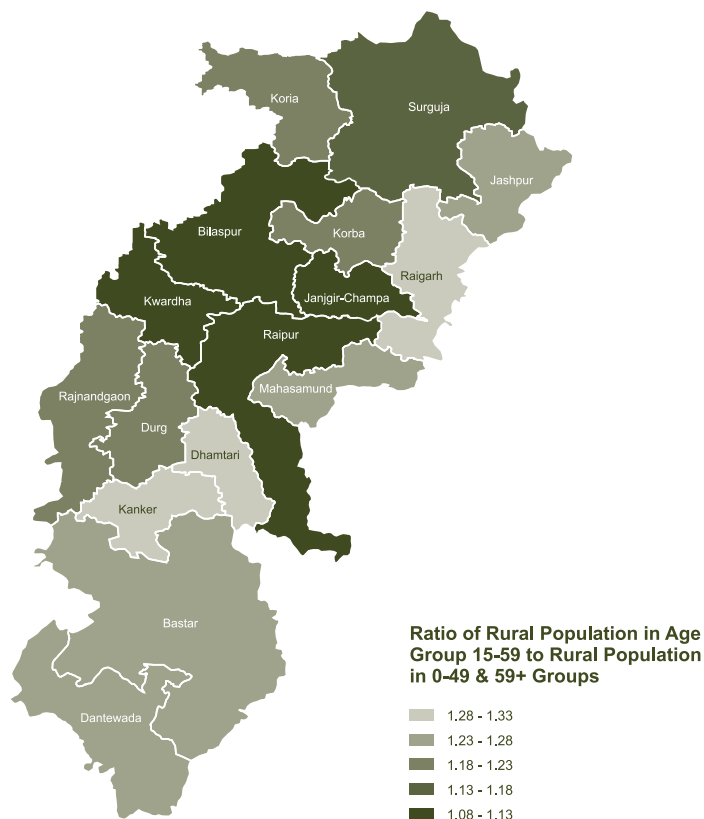 Koria
Surguja
Jashpur
Bilaspur
Korba
Raigarh
Kwardha
Janjgir-Champa
Raipur
Rajnandgaon
Mahasamund
Durg
Dhamtari
Kanker
Bastar
Dantewada
Ratio of Rural Population in Age
Group 15-59 to Rural Population
in 0-49 & 59+ Groups
1.28 - 1.33
1.23 - 1.28
1.18 - 1.23
1.13 - 1.18
1.08 - 1.13